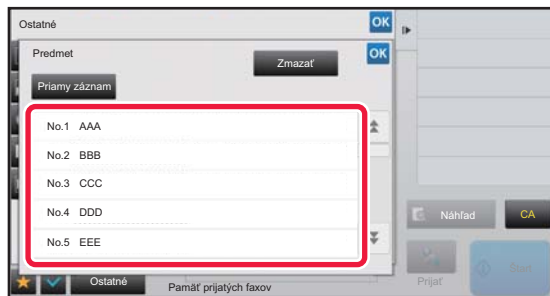 Ostatné
OK
Predmet
OK
Zmazať
Priamy záznam
No.1 AAA
No.2 BBB
No.3 CCC
No.4 DDD
No.5 EEE
Náhľad
CA
Ostatné
Pamäť prijatých faxov
Prijať
Štart